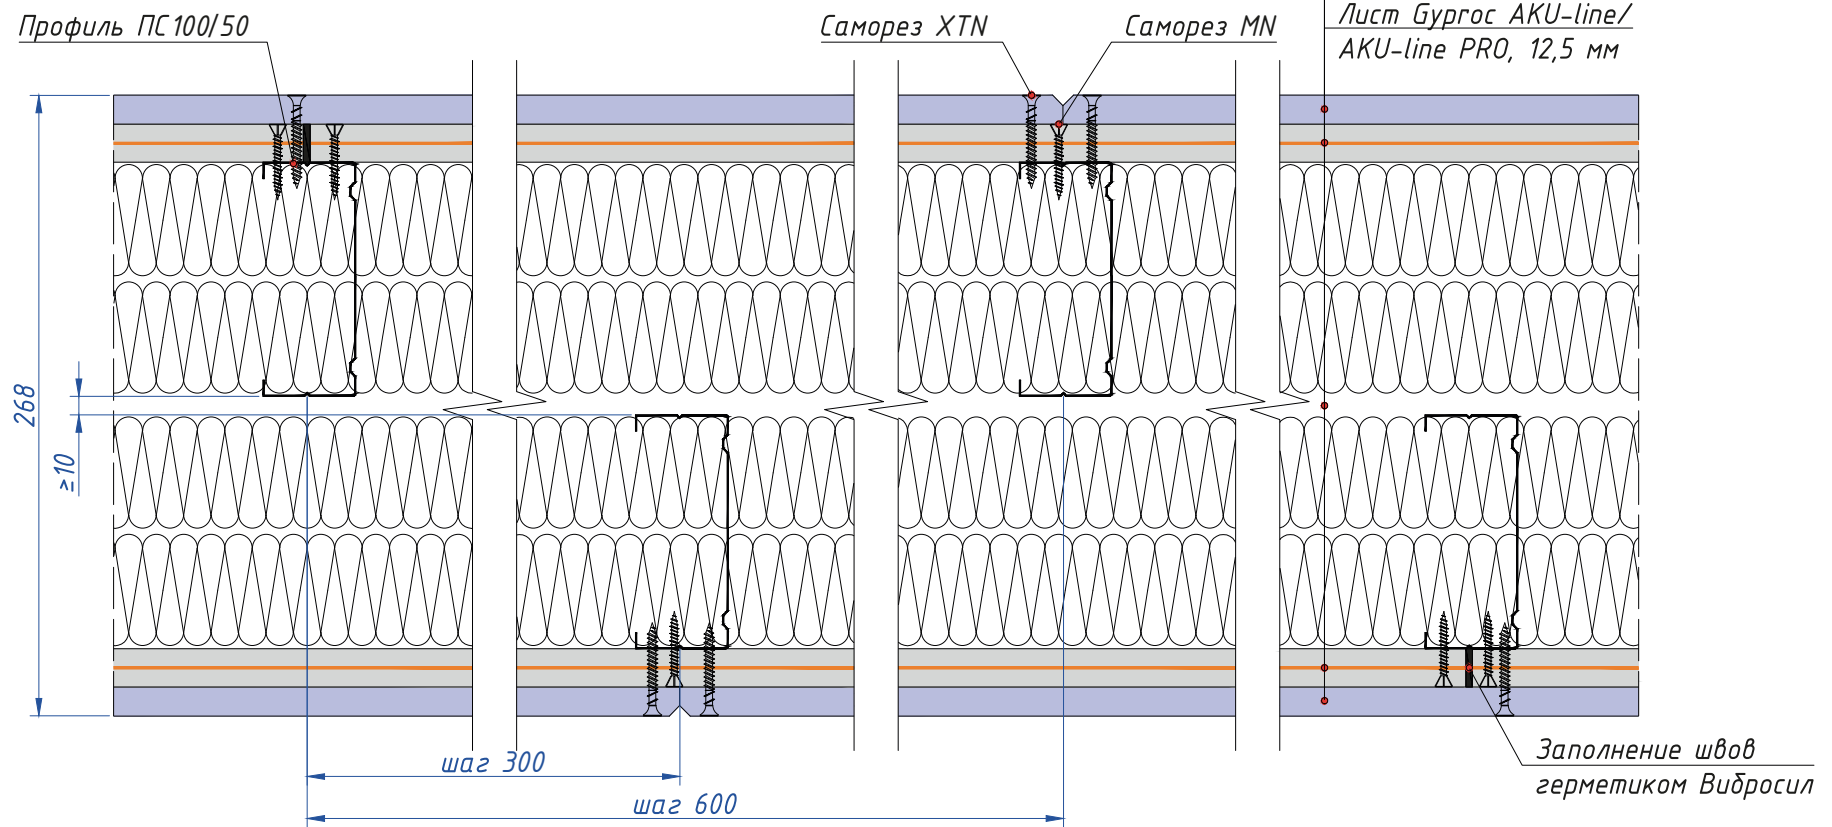 Профиль ПС100/50
Саморез XTN
Саморез MN
Лист Gyproc AKU-line/
AKU-line PRO, 12,5 мм
268
≥10
шаг 300
шаг 600
Заполнение швов
герметиком Вибросил